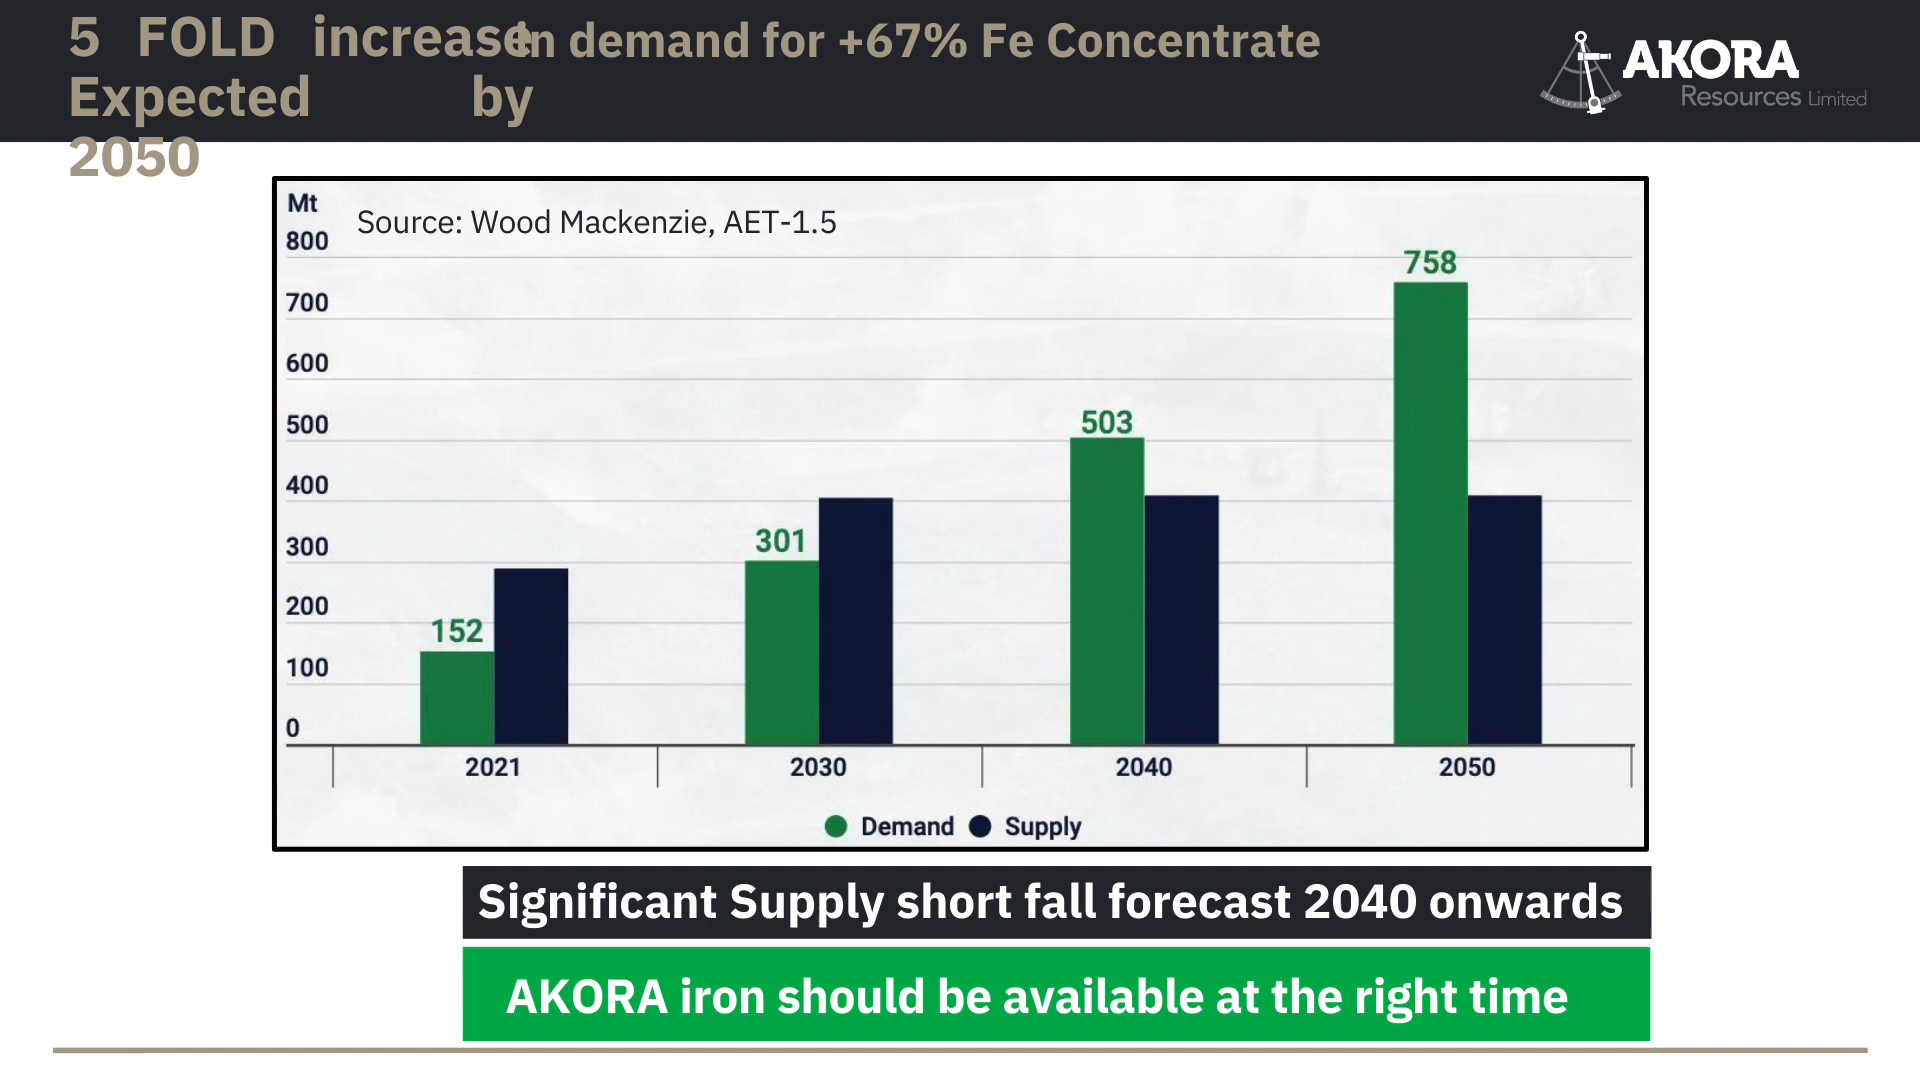 5 FOLD increase in demand for +67% Fe Concentrate
Expected by
2050
AKORA
Resources Limited
Mt
Source: Wood Mackenzie, AET-1.5
800
700
600
500
400
300
200
100
0
152
301
503
758
2021
2030
2040
2050
Demand
Supply
Significant Supply short fall forecast 2040 onwards
AKORA iron should be available at the right time